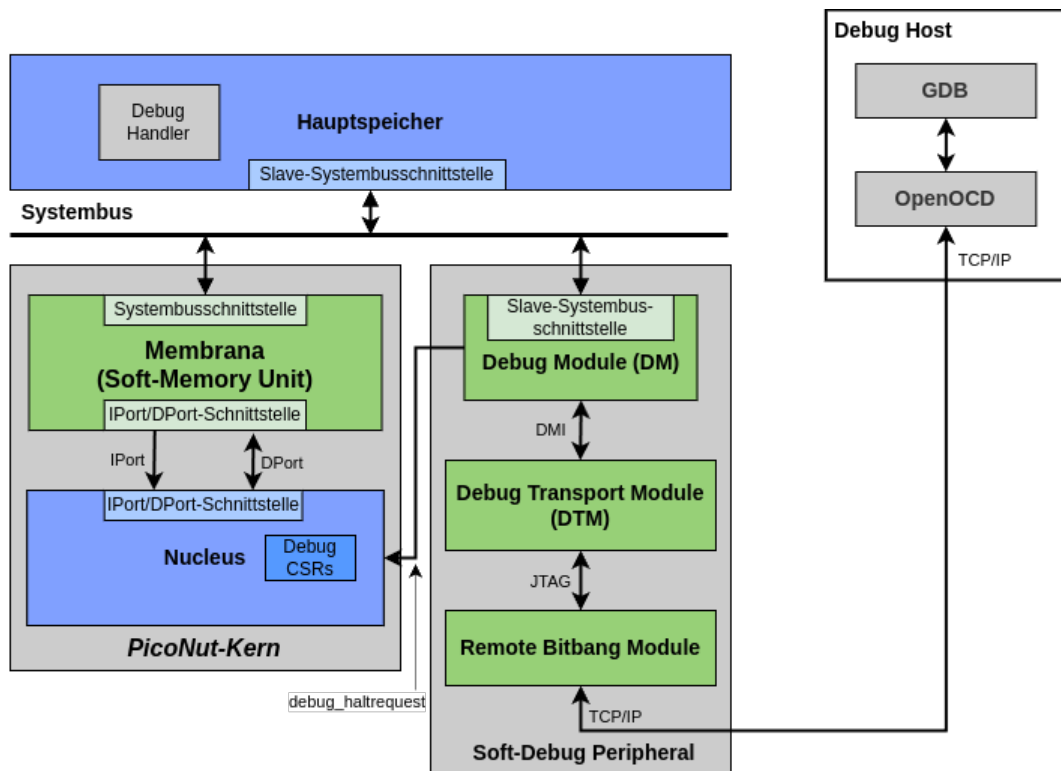 Debug Host
GDB
OpenOCD
TCP/IP
Debug
Handler
Hauptspeicher
Slave-Systembusschnittstelle
Systembus
Systembusschnittstelle
Membrana
(Soft-Memory Unit)
IPort/DPort-Schnittstelle
IPort
DPort
IPort/DPort-Schnittstelle
Nucleus
Debug
CSRs
PicoNut-Kern
debug_haltrequest
Slave-Systembus-
schnittstelle
Debug Module (DM)
DMI
Debug Transport Module
(DTM)
JTAG
Remote Bitbang Module
TCP/IP
Soft-Debug Peripheral